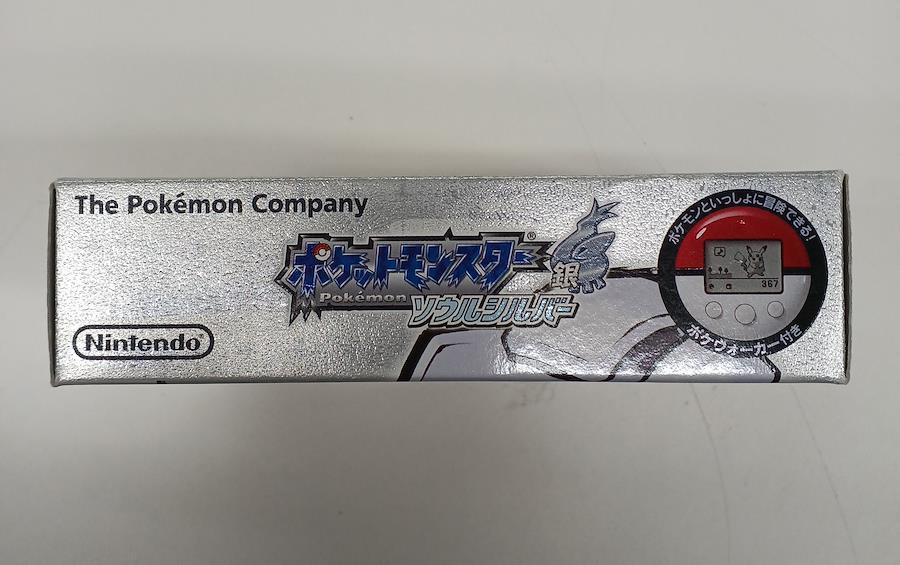 The Pokémon Company
ポケットモンスター®
Pokémon
銀
ソウルシルバー
Nintendo®
ポケモンといっしょに冒険できる!
367
ポケウォーカー付き